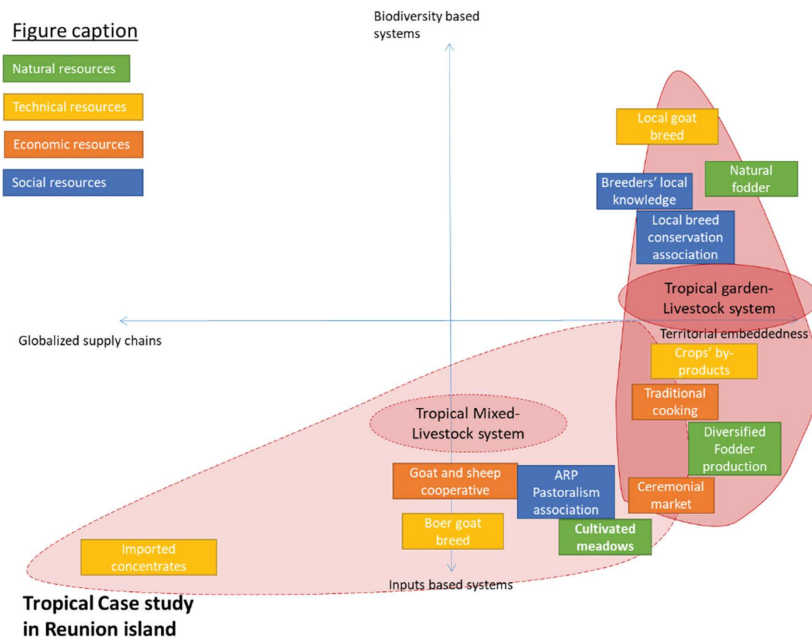 Figure caption
Natural resources
Technical resources
Economic resources
Social resources
Biodiversity based
systems
Local goat
breed
Natural
fodder
Breeders' local
knowledge
Local breed
conservation
association
Tropical garden-
Livestock system
Globalized supply chains
Territorial embeddedness
Crops' by-
products
Traditional
cooking
Tropical Mixed-
Livestock system
Diversified
Fodder
production
Goat and sheep
cooperative
ARP
Pastoralism
association
Ceremonial
market
Boer goat
breed
Cultivated
meadows
Imported
concentrates
Inputs based systems
Tropical Case study
in Reunion island